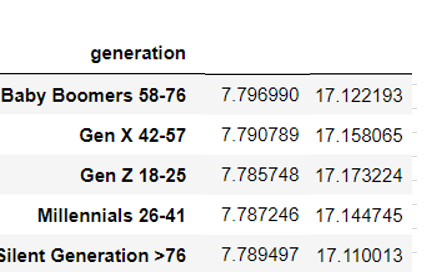 generation
Baby Boomers 58-76 7.796990 17.122193
Gen X 42-57 7.790789 17.158065
Gen Z 18-25 7.785748 17.173224
Millennials 26-41 7.787246 17.144745
Silent Generation >76 7.789497 17.110013